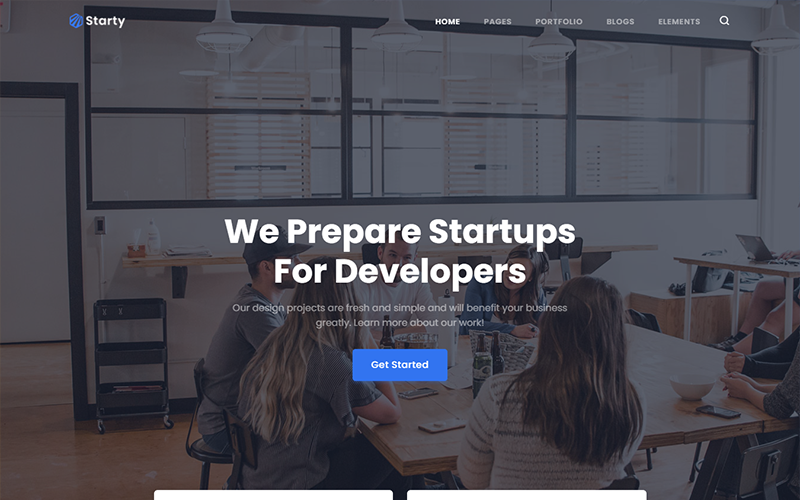 Starty
HOME
PAGES
PORTFOLIO
BLOGS
ELEMENTS
We Prepare Startups
For Developers
Our design projects are fresh and simple and will benefit your business
greatly. Learn more about our work!
Get Started